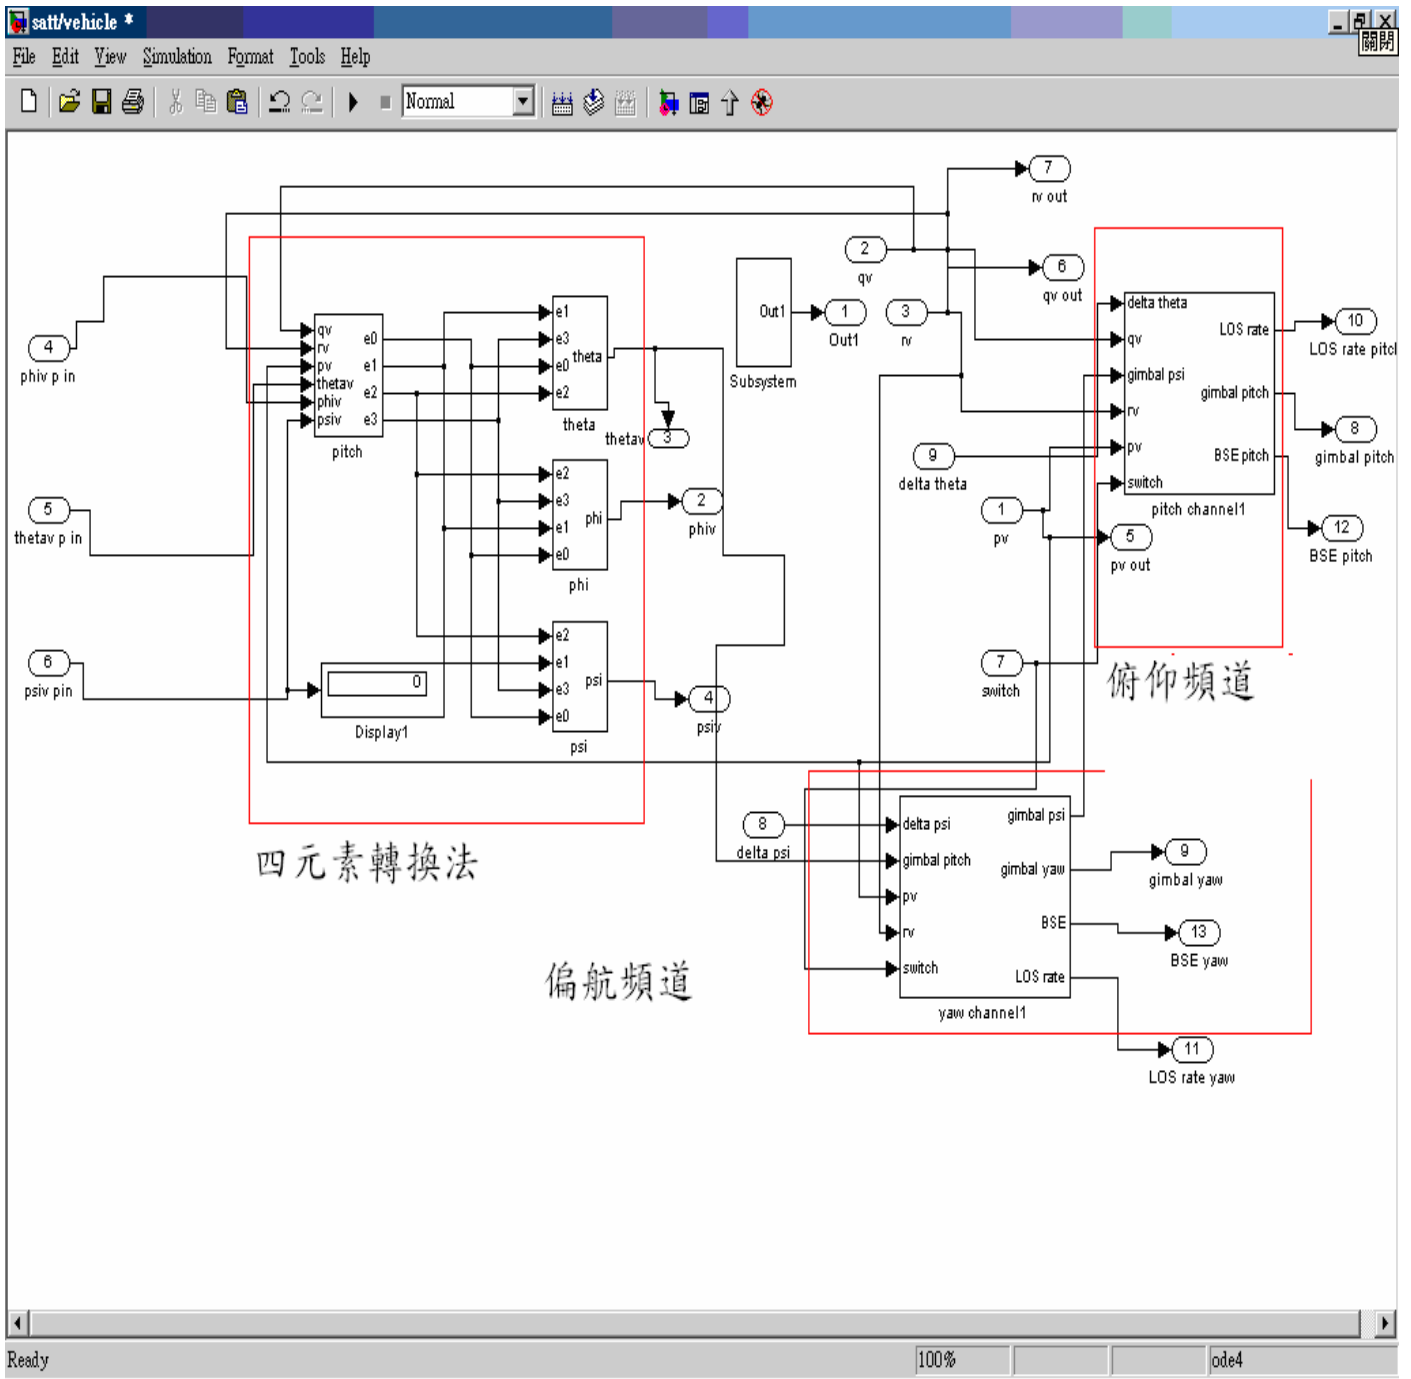 satt/vehicle *
關閉
File Edit View Simulation Format Tools Help
Normal
7
rv out
2
qv
6
qv out
4
phiv p in
qv
rv
pv
thetav
phiv
psiv
e0
e1
e2
e3
pitch
e1
e3
e0
e2
theta
theta
thetav
3
Out1
Subsystem
1
Out1
3
rv
delta theta
qv
gimbal psi
rv
pv
switch
LOS rate
gimbal pitch
BSE pitch
pitch channel1
10
LOS rate pitch
8
gimbal pitch
12
BSE pitch
9
delta theta
1
pv
5
pv out
5
thetav p in
e2
e3
e1
e0
phi
phi
2
phiv
6
psiv pin
0
Display1
e2
e1
e3
e0
psi
psi
4
psiv
7
switch
俯仰頻道
四元素轉換法
8
delta psi
delta psi
gimbal pitch
pv
rv
switch
gimbal psi
gimbal yaw
BSE
LOS rate
yaw channel1
9
gimbal yaw
13
BSE yaw
11
LOS rate yaw
偏航頻道
Ready
100%
ode4